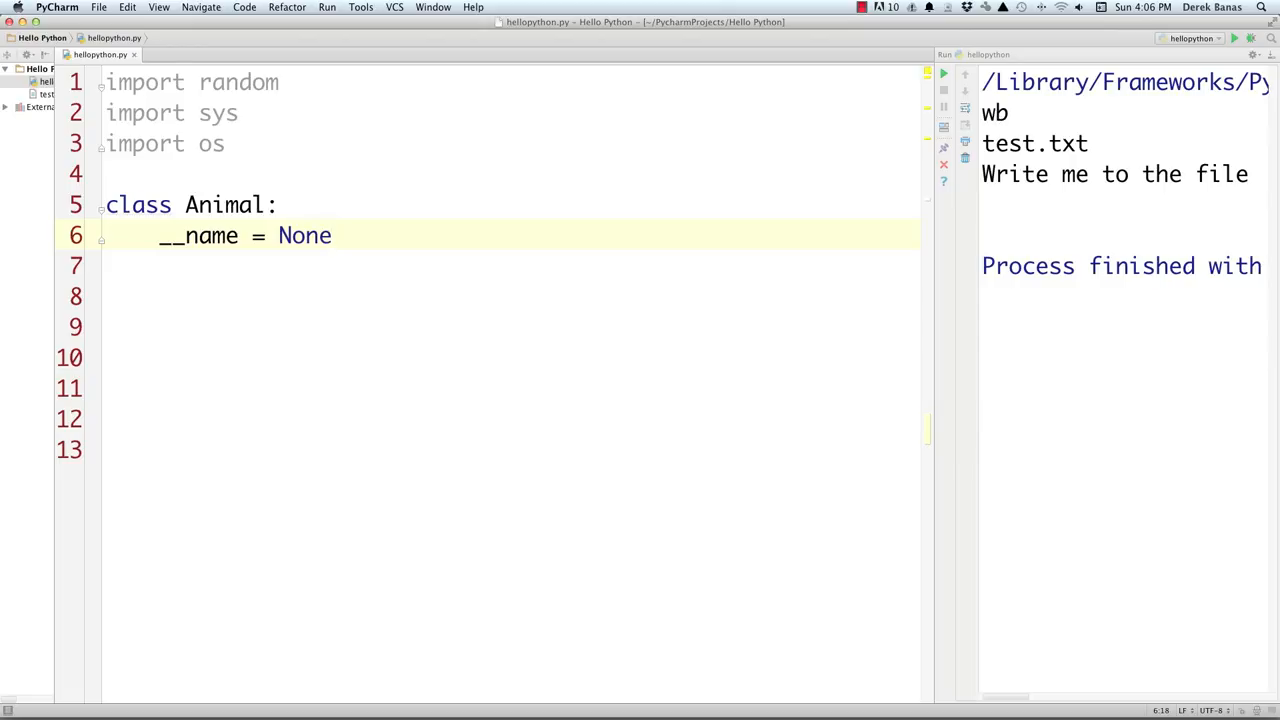 PyCharm File Edit View Navigate Code Refactor Run Tools VCS Window Help 10 Sun 4:06 PM Derek Banas
hellopython.py - Hello Python - [~/PycharmProjects/Hello Python]
Hello Python hellopython.py hellopython
hellopython.py Run hellopython
Hello P
hell
test
Extern
1 import random
2 import sys
3 import os
4
5 class Animal:
6 __name = None
7
8
9
10
11
12
13
/Library/Frameworks/Py
wb
test.txt
Write me to the file
Process finished with
6:18 LF UTF-8